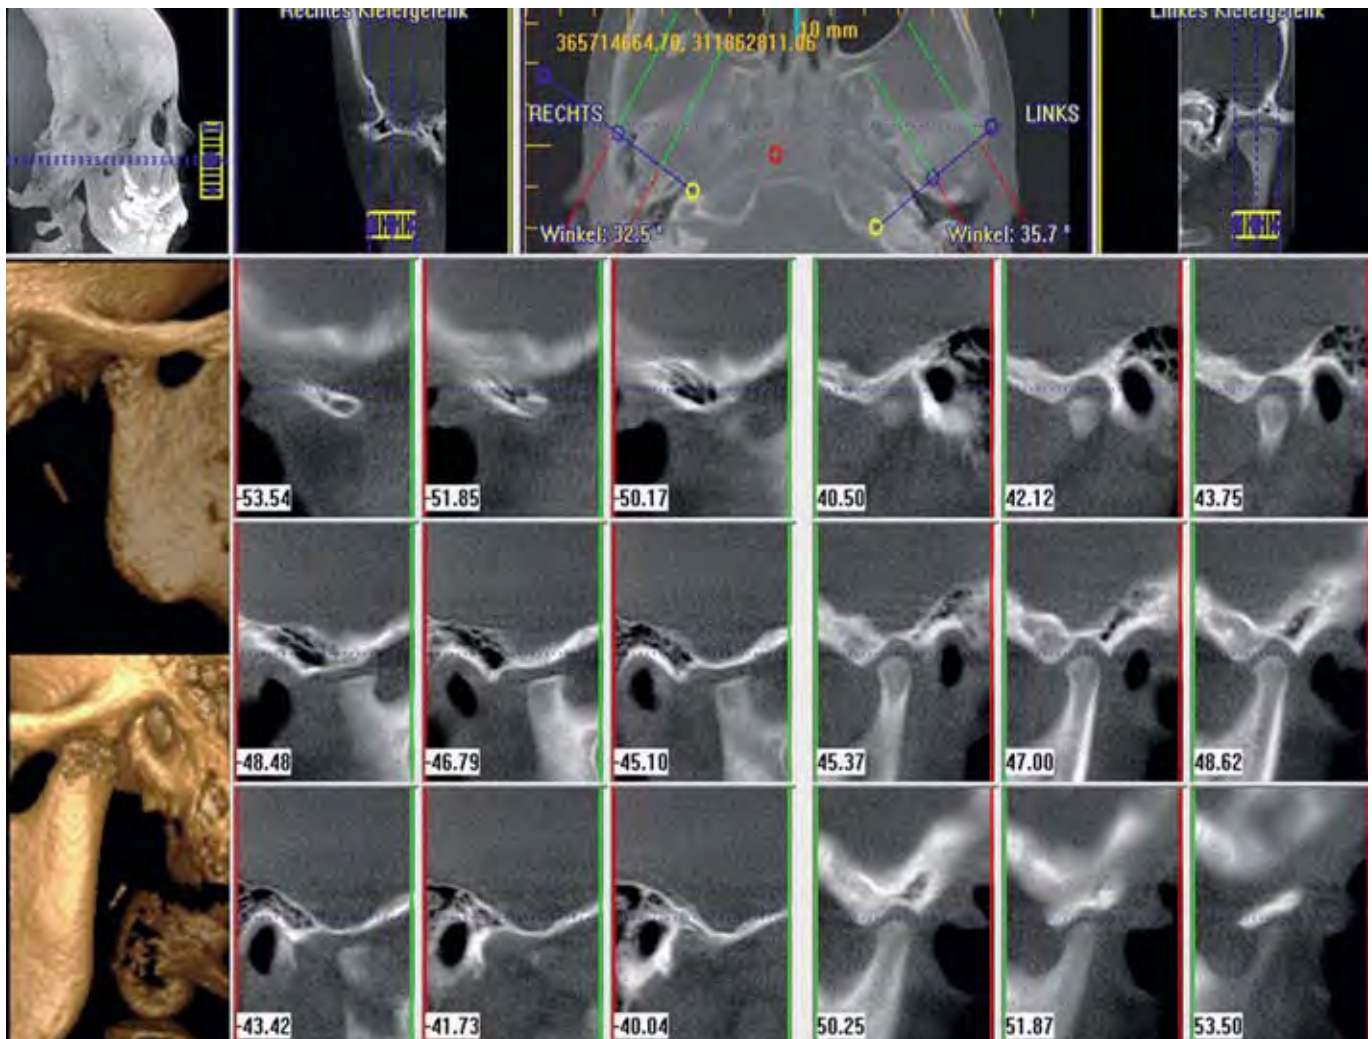 Rechtes Kiefergelenk
10 mm
365714664.70, 311862811.06
Linkes Kiefergelenk
RECHTS
LINKS
Winkel: 32.5 °
Winkel: 35.7 °
-53.54
-51.85
-50.17
40.50
42.12
43.75
-48.48
-46.79
-45.10
45.37
47.00
48.62
-43.42
-41.73
-40.04
50.25
51.87
53.50